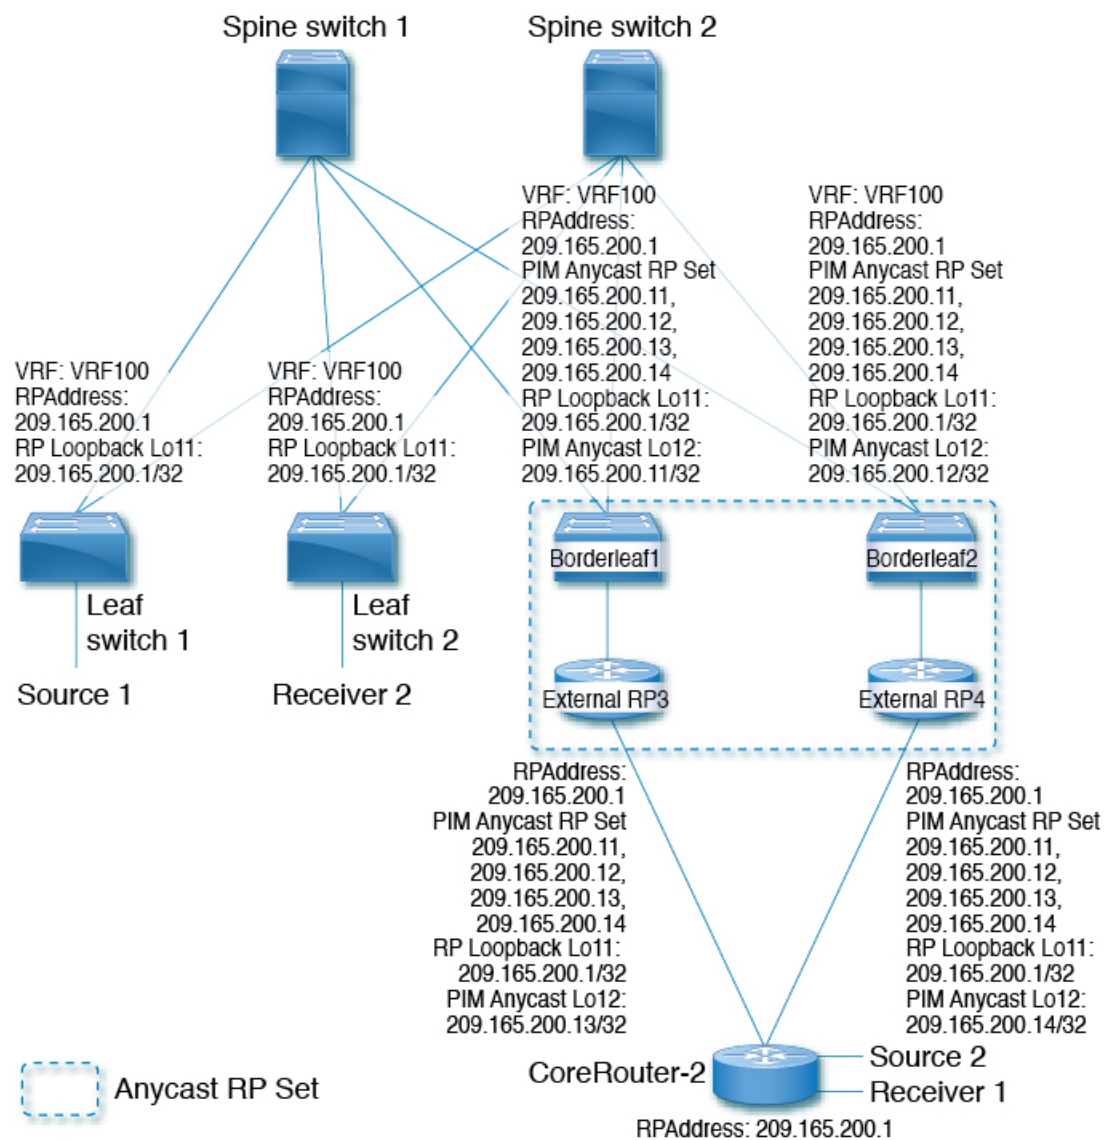 Spine switch 1
Spine switch 2
VRF: VRF100
RPAddress:
209.165.200.1
PIM Anycast RP Set
209.165.200.11,
209.165.200.12,
209.165.200.13,
209.165.200.14
RP Loopback Lo11:
209.165.200.1/32
PIM Anycast Lo12:
209.165.200.11/32
VRF: VRF100
RPAddress:
209.165.200.1
PIM Anycast RP Set
209.165.200.11,
209.165.200.12,
209.165.200.13,
209.165.200.14
RP Loopback Lo11:
209.165.200.1/32
PIM Anycast Lo12:
209.165.200.12/32
VRF: VRF100
RPAddress:
209.165.200.1
RP Loopback Lo11:
209.165.200.1/32
VRF: VRF100
RPAddress:
209.165.200.1
RP Loopback Lo11:
209.165.200.1/32
Borderleaf1
Borderleaf2
Leaf
switch 1
Leaf
switch 2
Source 1
Receiver 2
External RP3
External RP4
RPAddress:
209.165.200.1
PIM Anycast RP Set
209.165.200.11,
209.165.200.12,
209.165.200.13,
209.165.200.14
RP Loopback Lo11:
209.165.200.1/32
PIM Anycast Lo12:
209.165.200.13/32
RPAddress:
209.165.200.1
PIM Anycast RP Set
209.165.200.11,
209.165.200.12,
209.165.200.13,
209.165.200.14
RP Loopback Lo11:
209.165.200.1/32
PIM Anycast Lo12:
209.165.200.14/32
Anycast RP Set
CoreRouter-2
Source 2
Receiver 1
RPAddress: 209.165.200.1